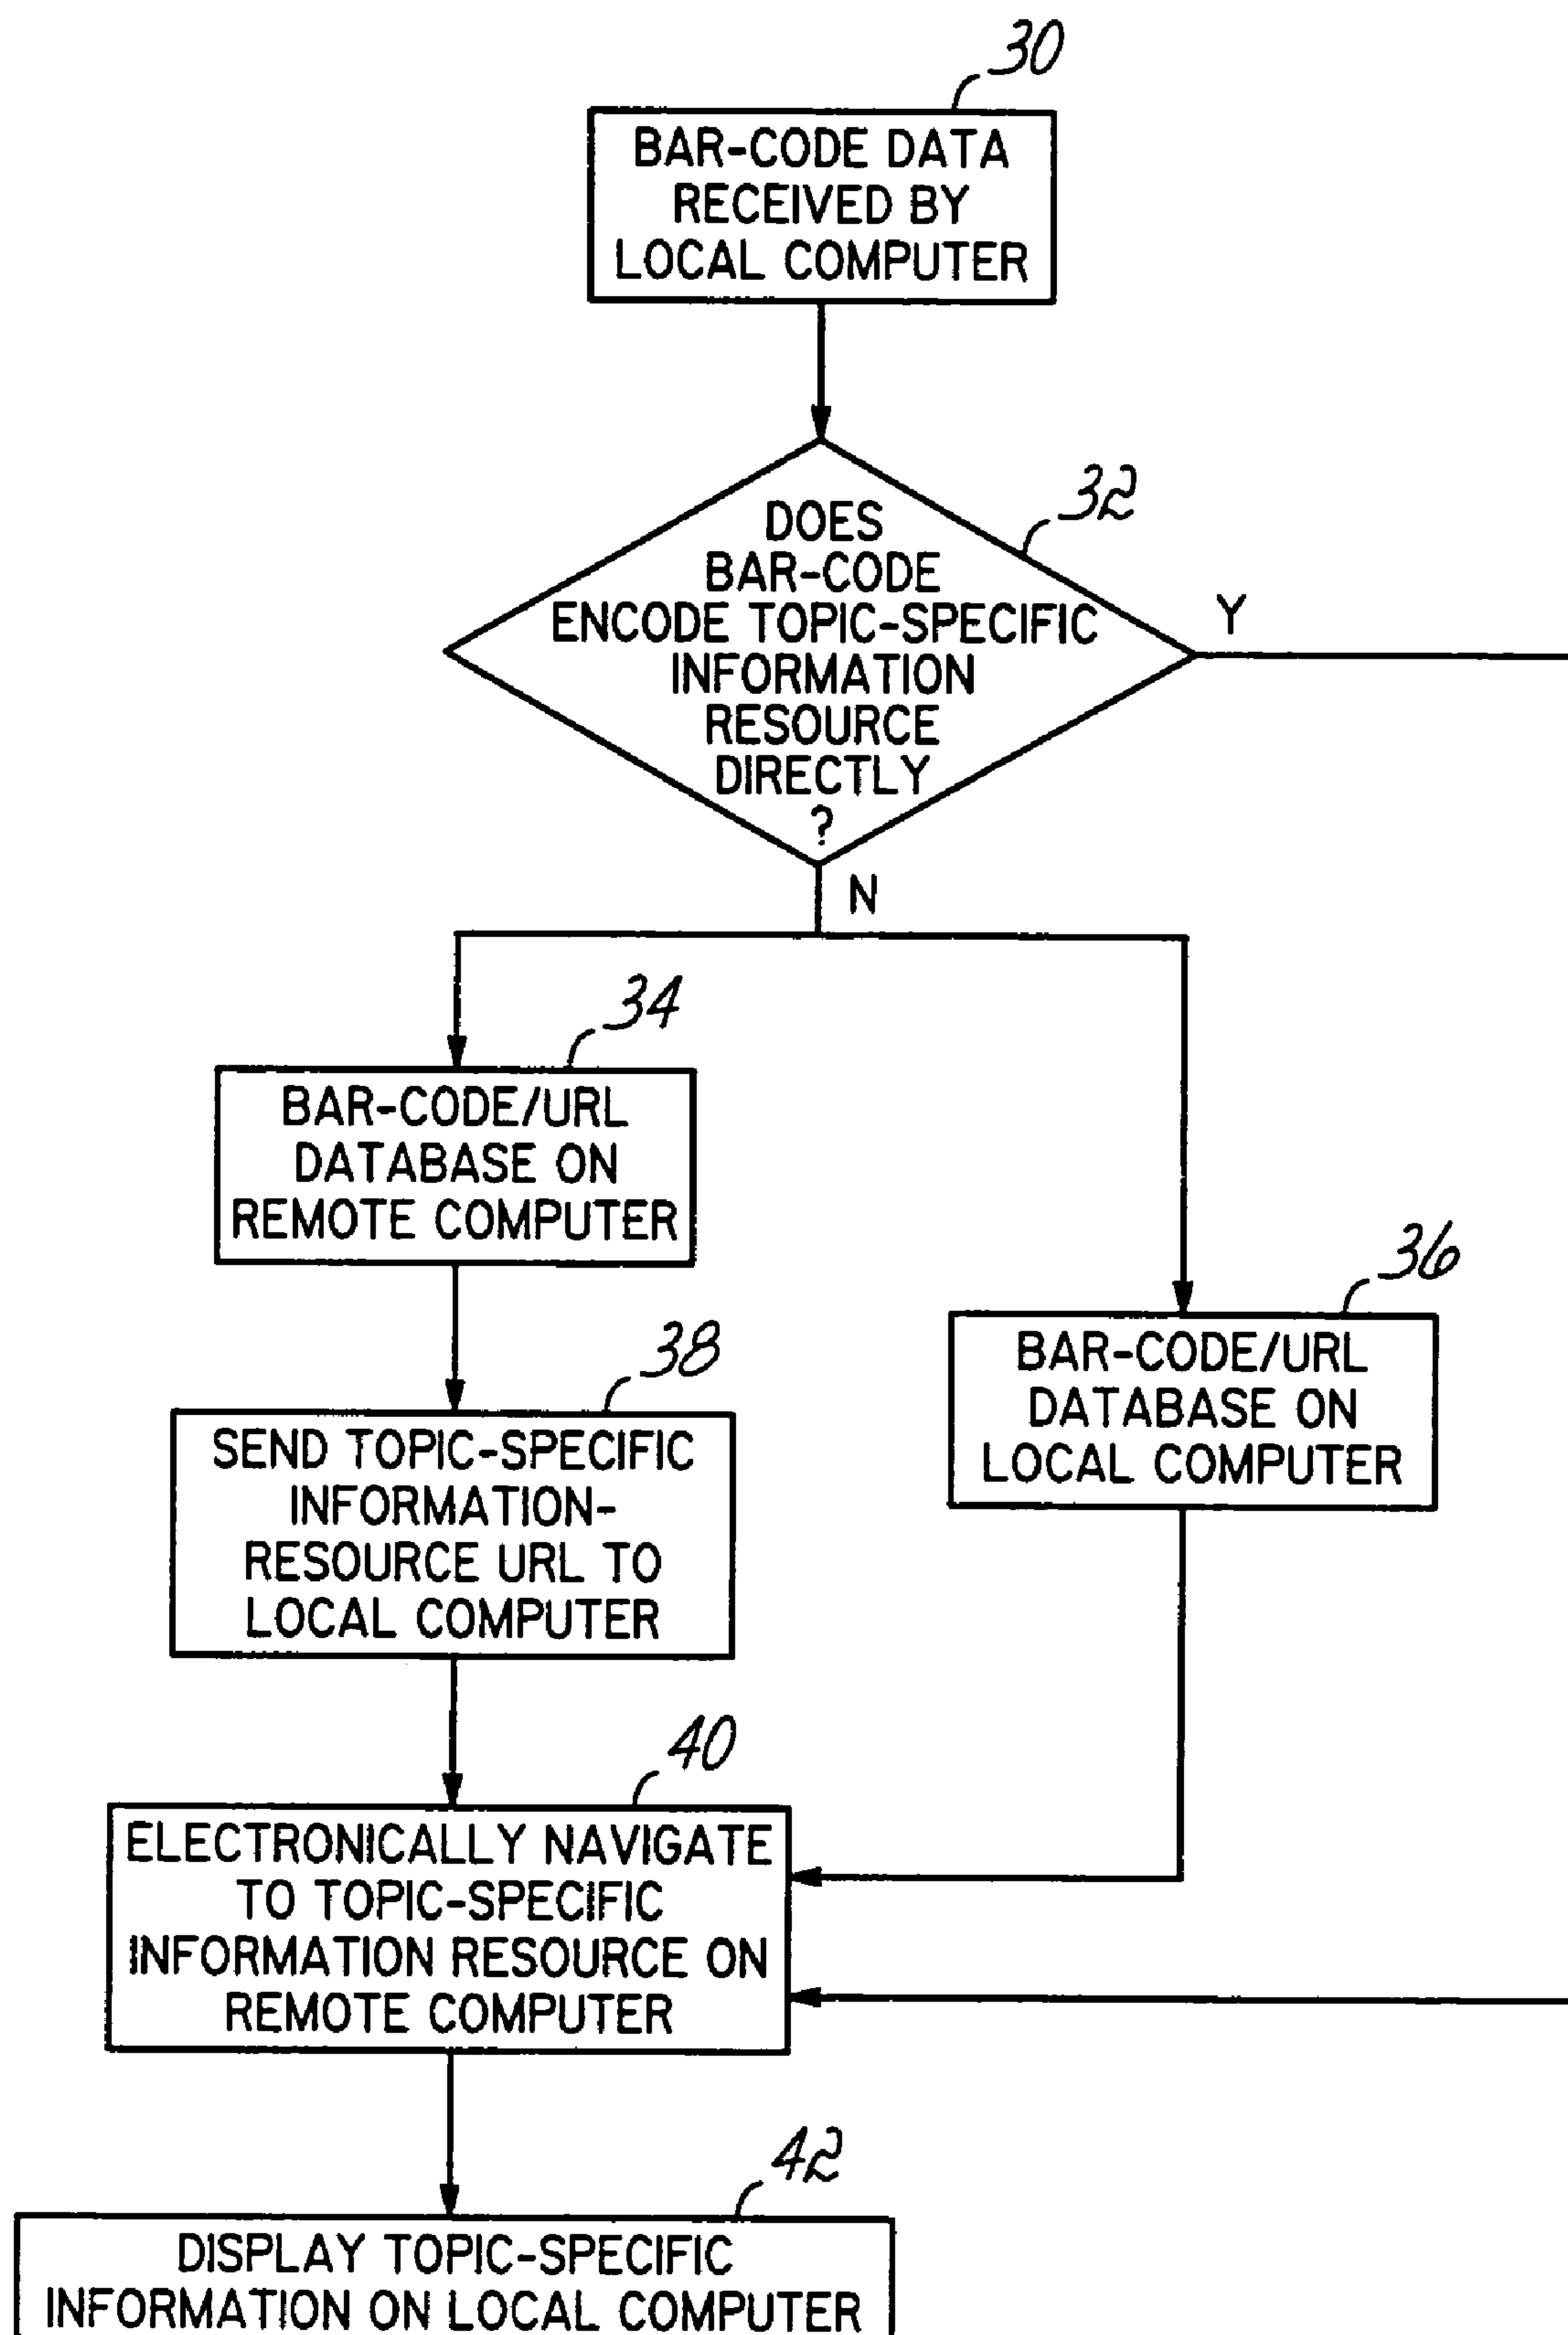 30
BAR-CODE DATA
RECEIVED BY
LOCAL COMPUTER
32
DOES
BAR-CODE
ENCODE TOPIC-SPECIFIC
INFORMATION
RESOURCE
DIRECTLY
?
Y
N
34
BAR-CODE/URL
DATABASE ON
REMOTE COMPUTER
36
BAR-CODE/URL
DATABASE ON
LOCAL COMPUTER
38
SEND TOPIC-SPECIFIC
INFORMATION-
RESOURCE URL TO
LOCAL COMPUTER
40
ELECTRONICALLY NAVIGATE
TO TOPIC-SPECIFIC
INFORMATION RESOURCE ON
REMOTE COMPUTER
42
DISPLAY TOPIC-SPECIFIC
INFORMATION ON LOCAL COMPUTER